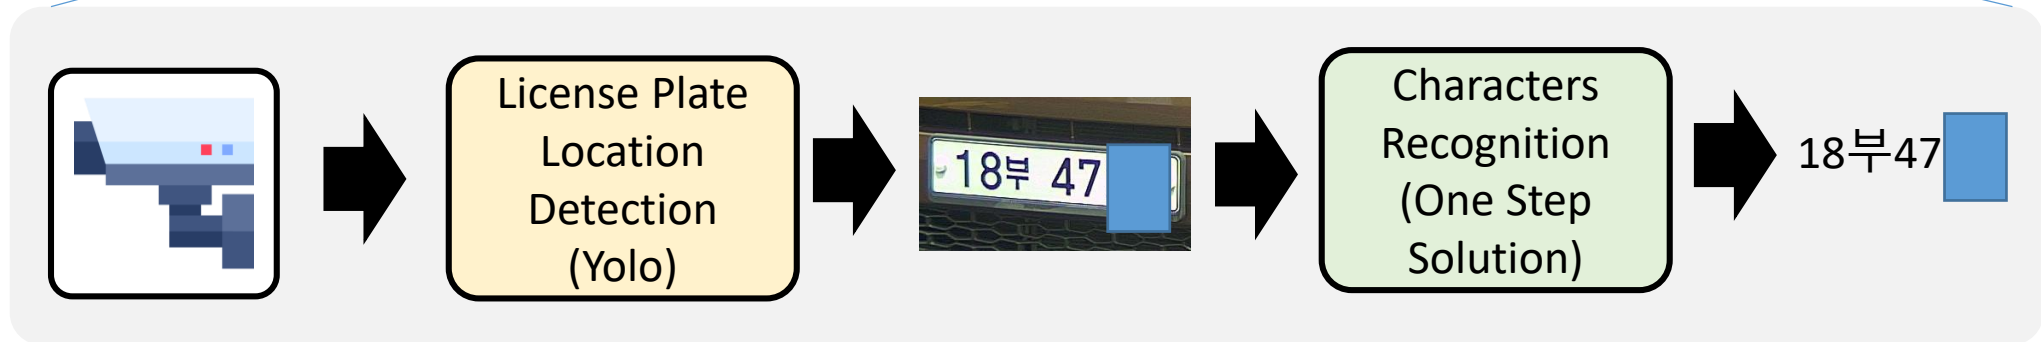 License Plate
Location
Detection
(Yolo)
18부 47
Characters
Recognition
(One Step
Solution)
18부47